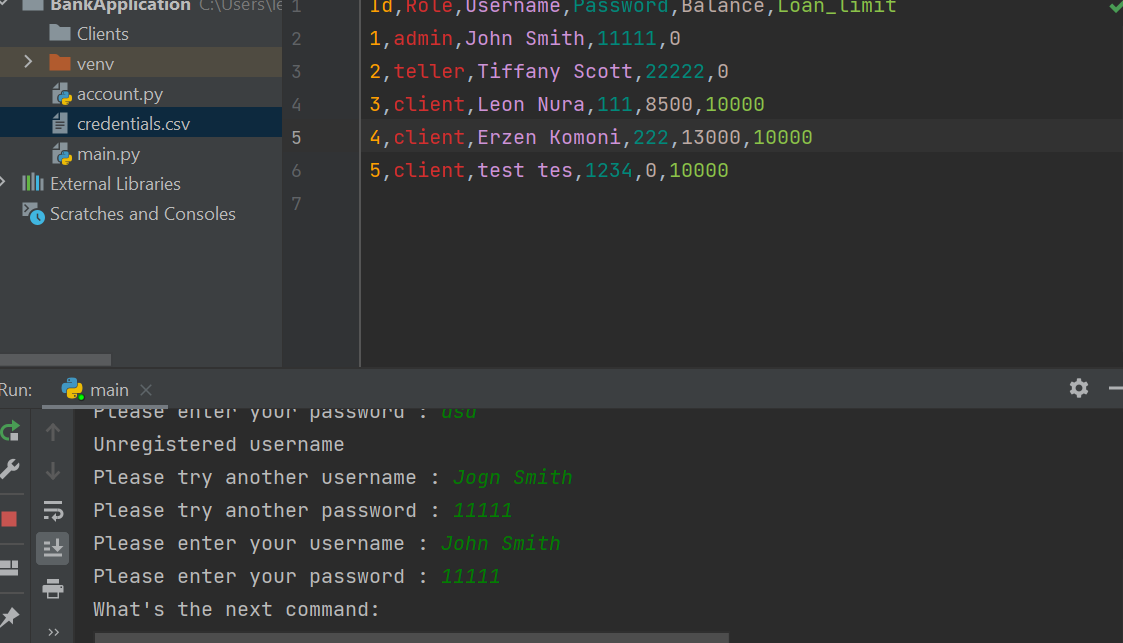 BankApplication C:\Users\le
Clients
venv
account.py
credentials.csv
main.py
External Libraries
Scratches and Consoles
1 Id,Role,Username,Password,Balance,Loan_limit
2 1,admin,John Smith,11111,0
3 2,teller,Tiffany Scott,22222,0
4 3,client,Leon Nura,111,8500,10000
5 4,client,Erzen Komoni,222,13000,10000
6 5,client,test tes,1234,0,10000
7
Run: main
Please enter your password :
Unregistered username
Please try another username : Jogn Smith
Please try another password : 11111
Please enter your username : John Smith
Please enter your password : 11111
What's the next command: